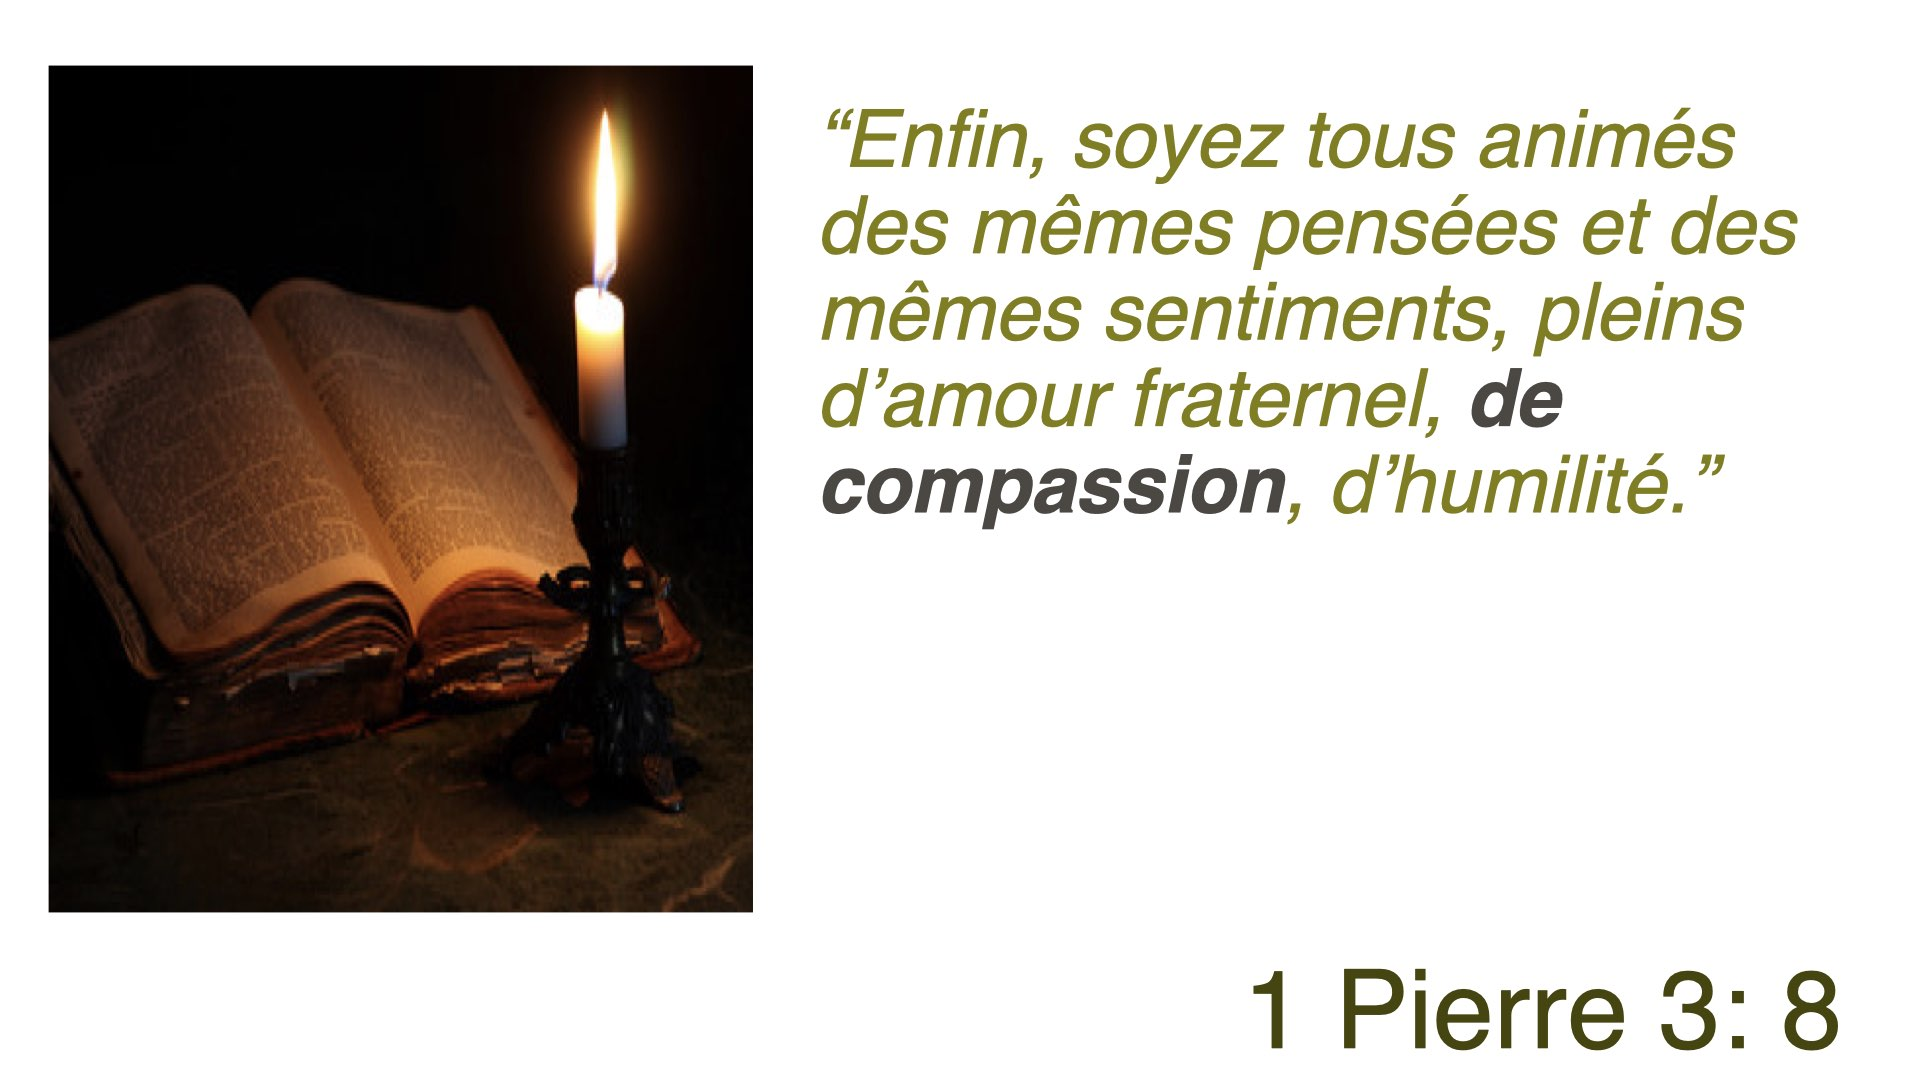 “Enfin, soyez tous animés
des mêmes pensées et des
mêmes sentiments, pleins
d’amour fraternel, de
compassion, d’humilité.”
1 Pierre 3: 8